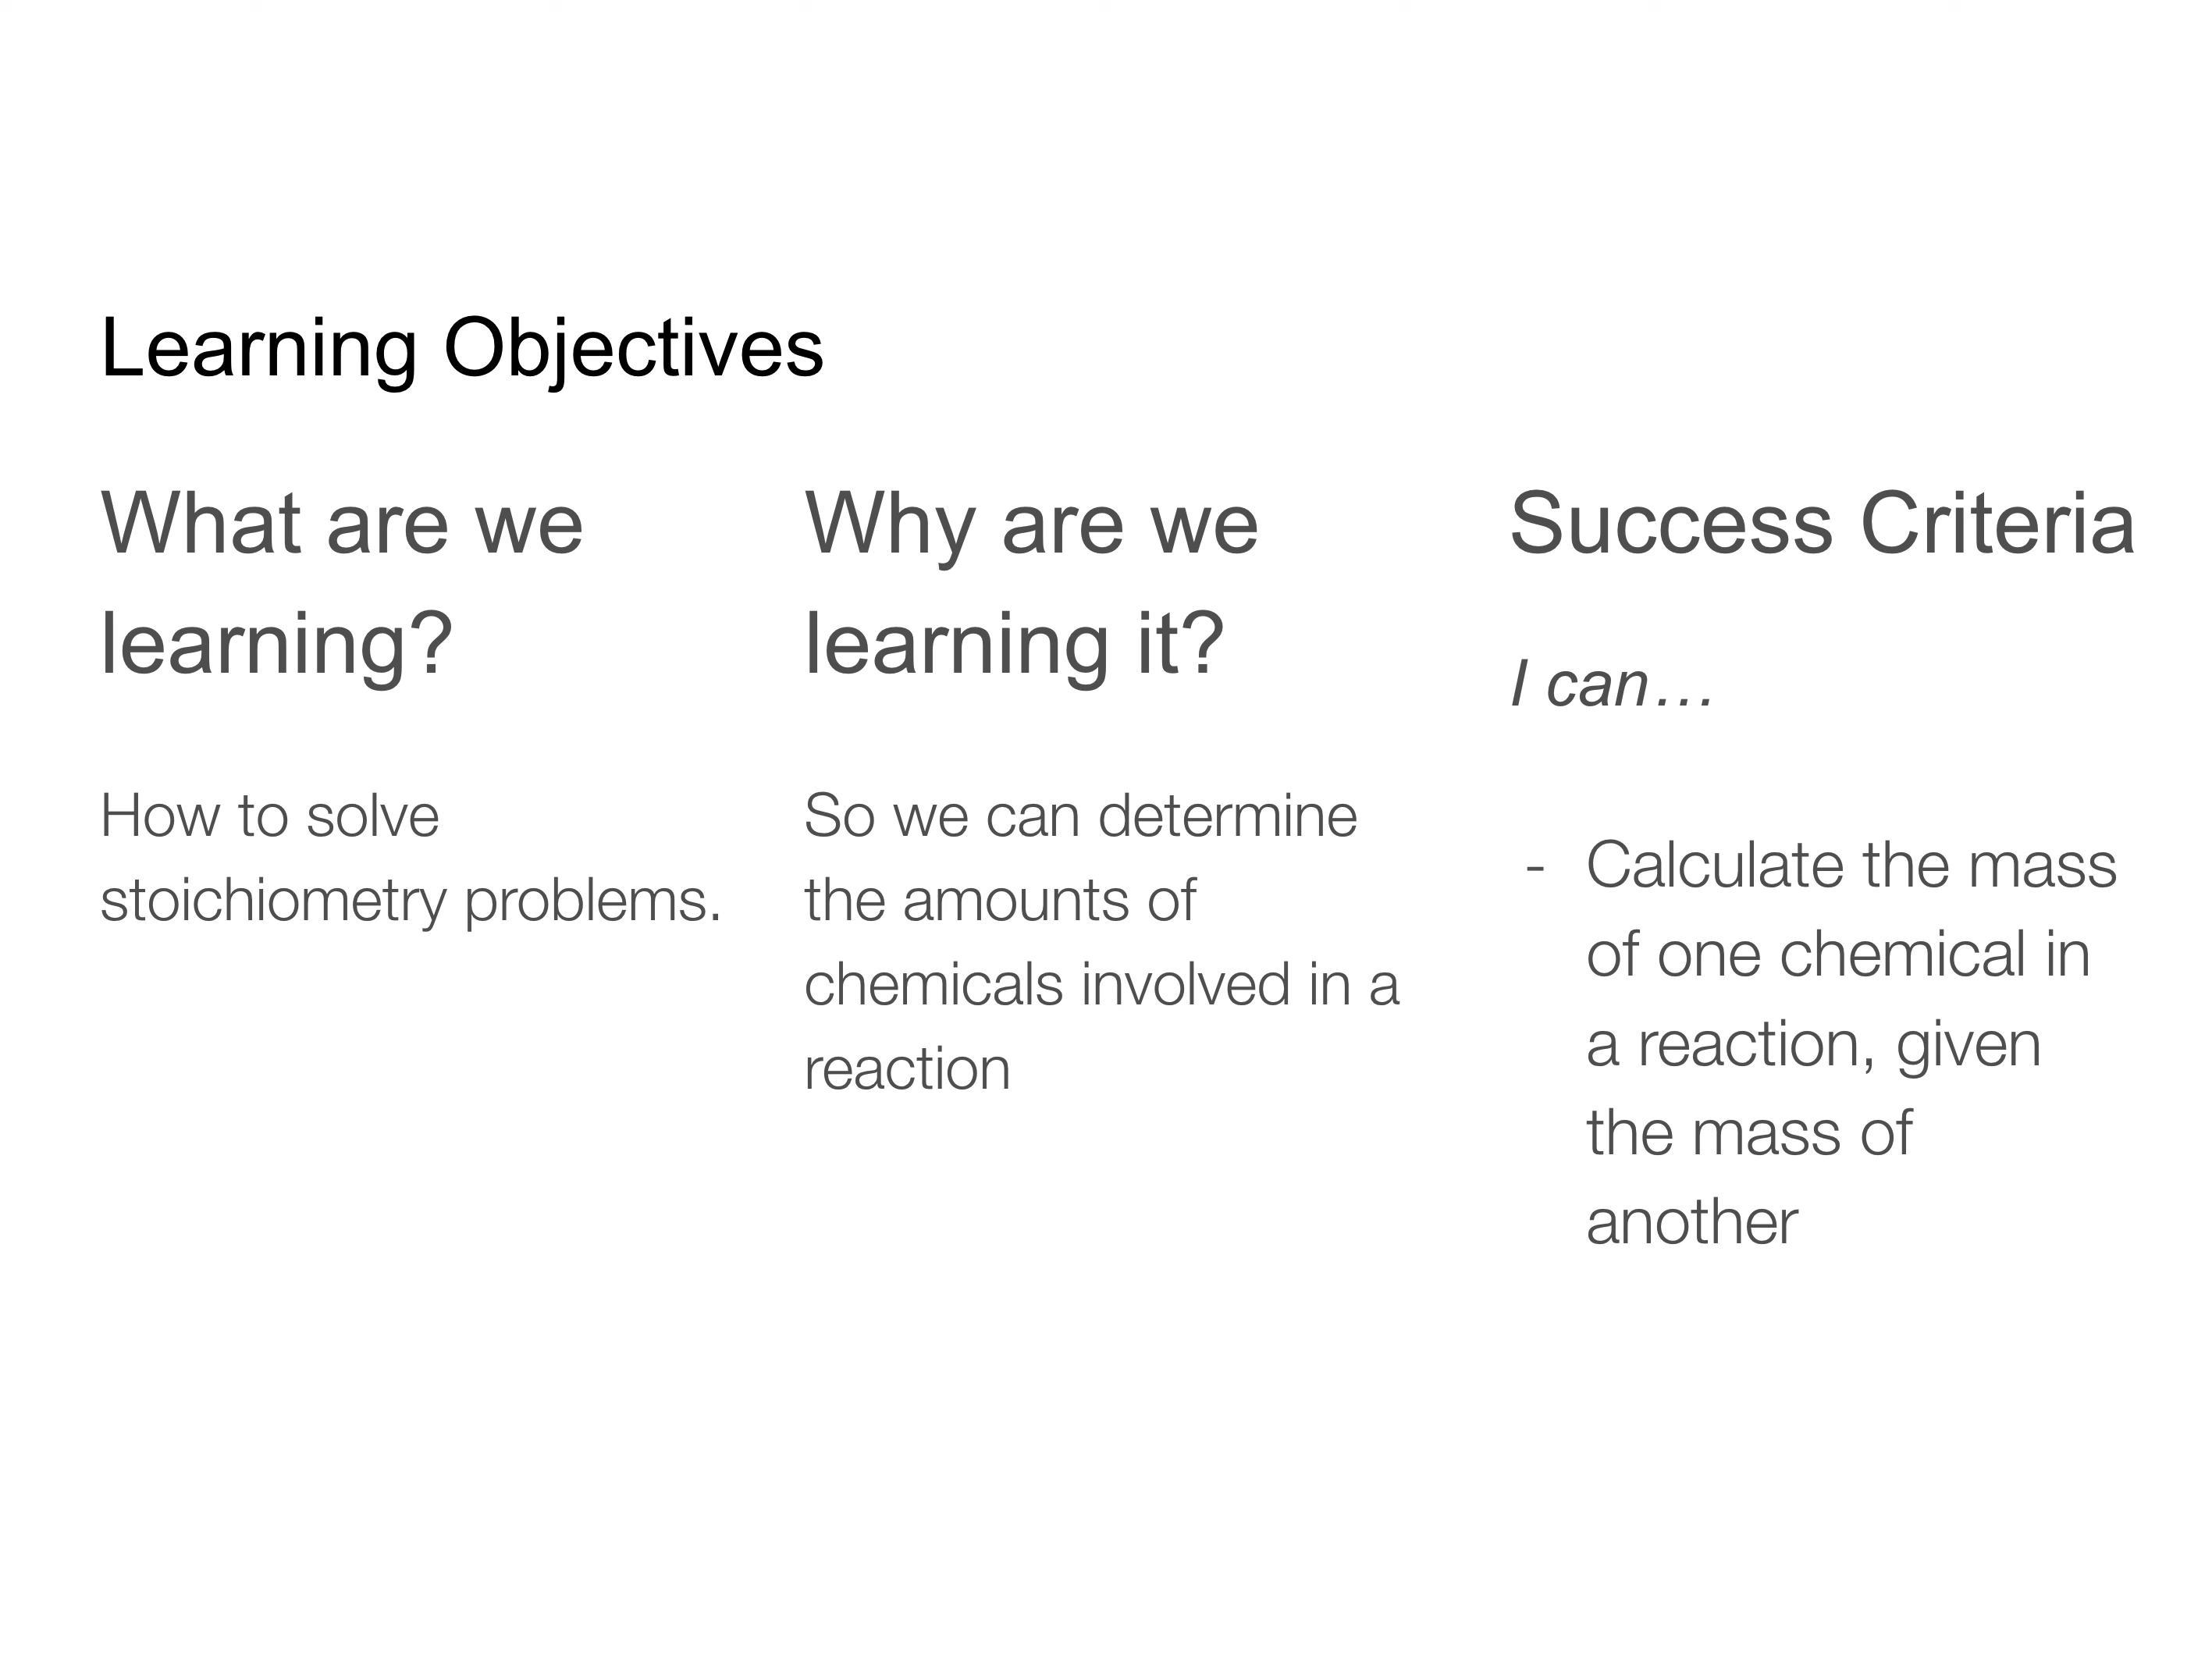 Learning Objectives
What are we
learning?
How to solve
stoichiometry problems.
Why are we
learning it?
So we can determine
the amounts of
chemicals involved in a
reaction
Success Criteria
I can…
- Calculate the mass
of one chemical in
a reaction, given
the mass of
another